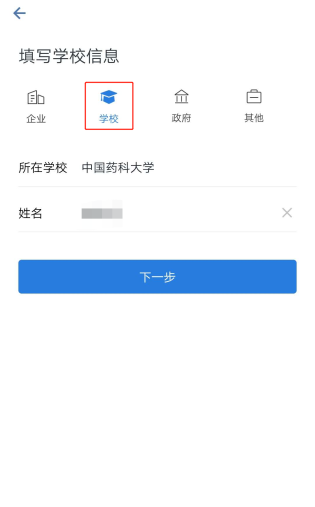 填写学校信息
企业 学校 政府 其他
所在学校 中国药科大学
姓名
下一步